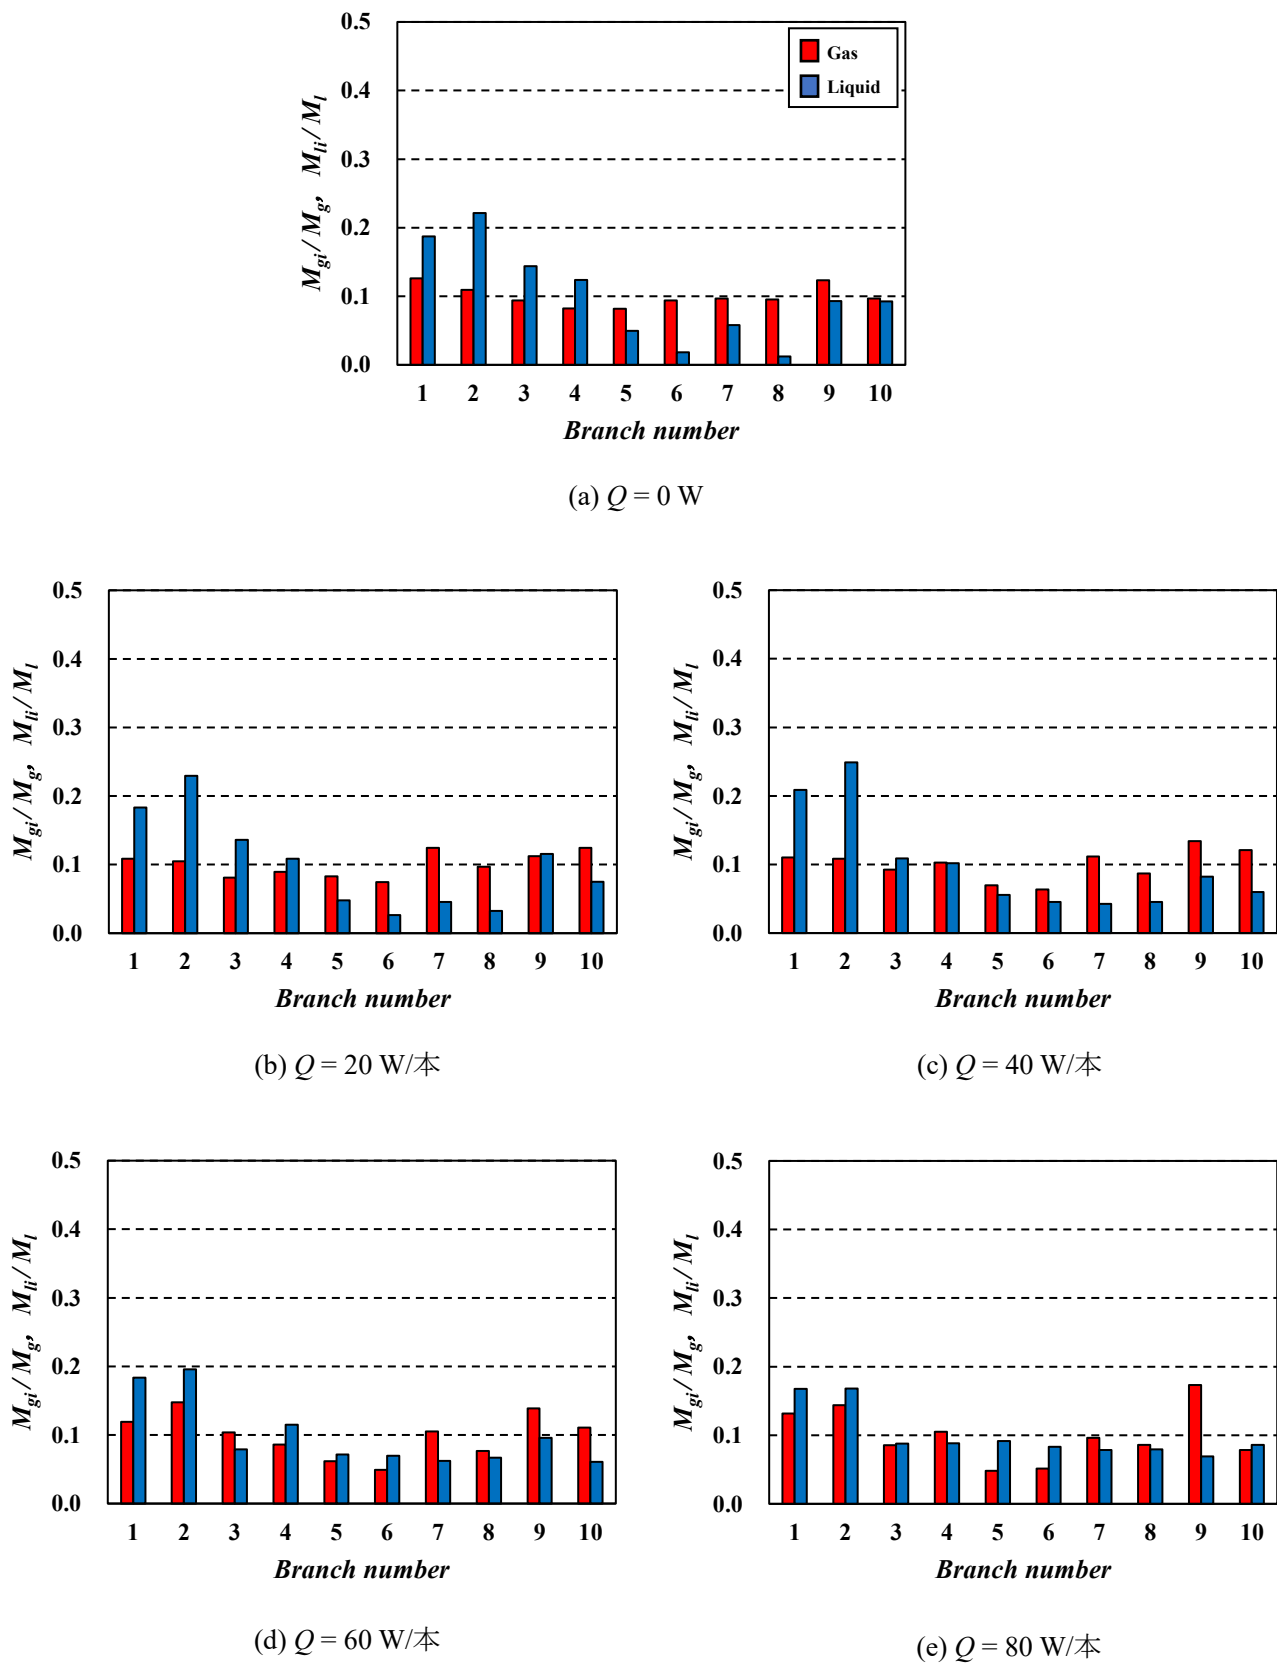 0.5
0.4
0.3
0.2
0.1
0.0
M_gi/M_g,  M_li/M_l
Gas
Liquid
1 2 3 4 5 6 7 8 9 10
Branch number
(a) Q = 0 W
0.5
0.4
0.3
0.2
0.1
0.0
M_gi/M_g,  M_li/M_l
1 2 3 4 5 6 7 8 9 10
Branch number
(b) Q = 20 W/本
0.5
0.4
0.3
0.2
0.1
0.0
M_gi/M_g,  M_li/M_l
1 2 3 4 5 6 7 8 9 10
Branch number
(c) Q = 40 W/本
0.5
0.4
0.3
0.2
0.1
0.0
M_gi/M_g,  M_li/M_l
1 2 3 4 5 6 7 8 9 10
Branch number
(d) Q = 60 W/本
0.5
0.4
0.3
0.2
0.1
0.0
M_gi/M_g,  M_li/M_l
1 2 3 4 5 6 7 8 9 10
Branch number
(e) Q = 80 W/本